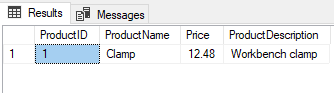 Results Messages
ProductID ProductName Price ProductDescription
1 1 Clamp 12.48 Workbench clamp